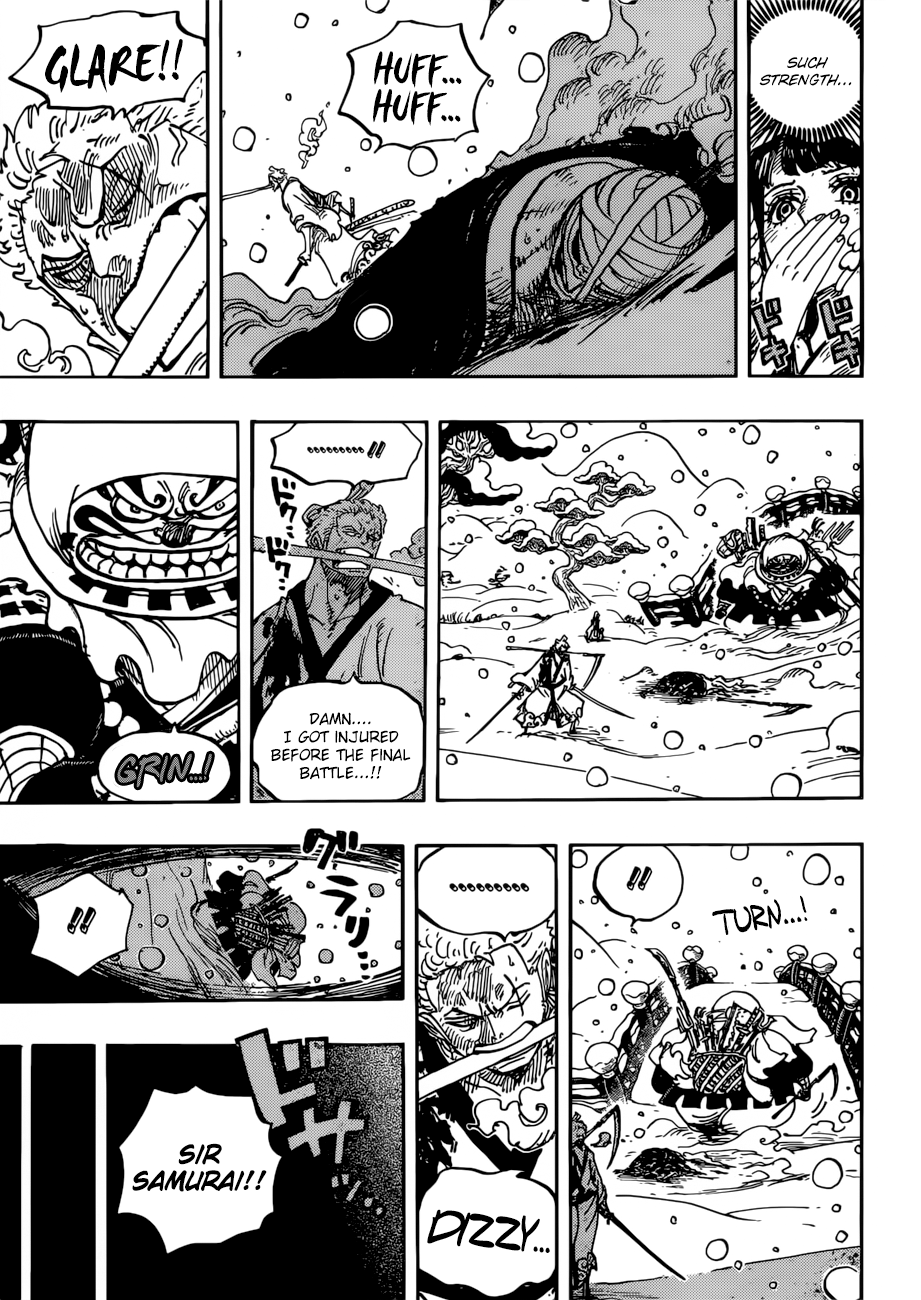 SUCH
STRENGTH...
ドキ
ドキ
HUFF...
HUFF...
GLARE!!
..........!!
ドク...
ドク...
DAMN....
I GOT INJURED
BEFORE THE FINAL
BATTLE...!!
GRIN...!
!!
TURN...!
..........
DIZZY...
グラリ
!!
ドサッ
SIR
SAMURAI!!